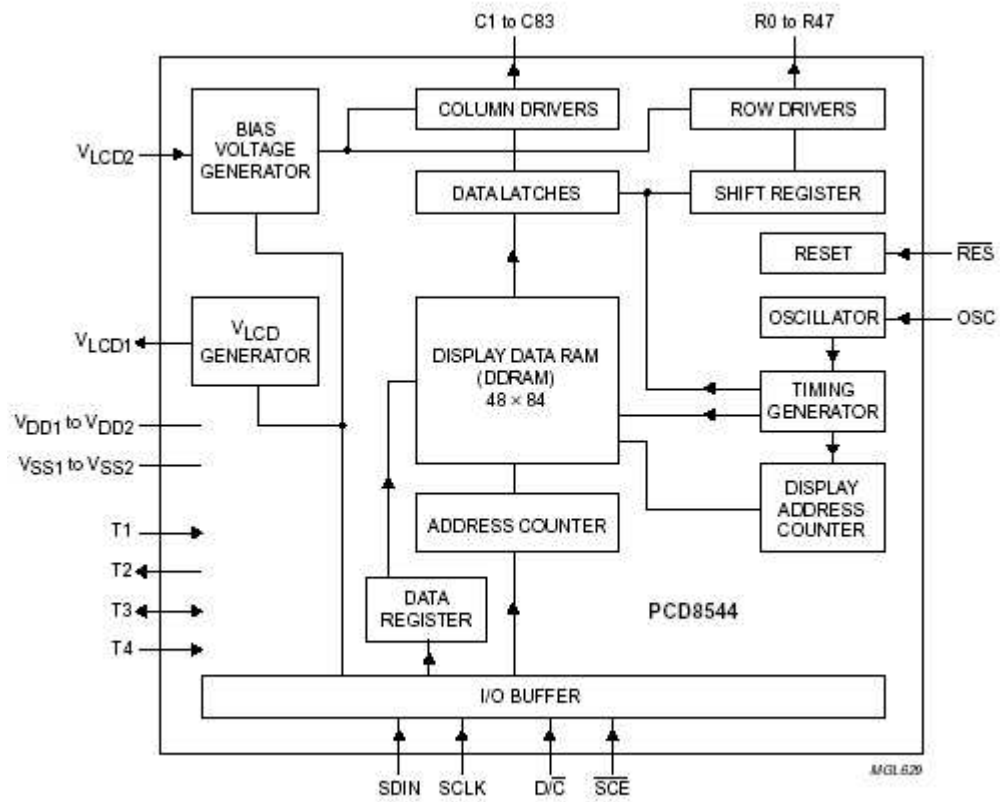 C1 to C83
R0 to R47
BIAS
VOLTAGE
GENERATOR
COLUMN DRIVERS
ROW DRIVERS
VLCD2
DATA LATCHES
SHIFT REGISTER
RESET
RES
VLCD1
VLCD
GENERATOR
DISPLAY DATA RAM
(DDRAM)
48 × 84
OSCILLATOR
OSC
TIMING
GENERATOR
VDD1 to VDD2
VSS1 to VSS2
DISPLAY
ADDRESS
COUNTER
ADDRESS COUNTER
T1
T2
T3
T4
DATA
REGISTER
PCD8544
I/O BUFFER
SDIN
SCLK
D/C
SCE
MGL629